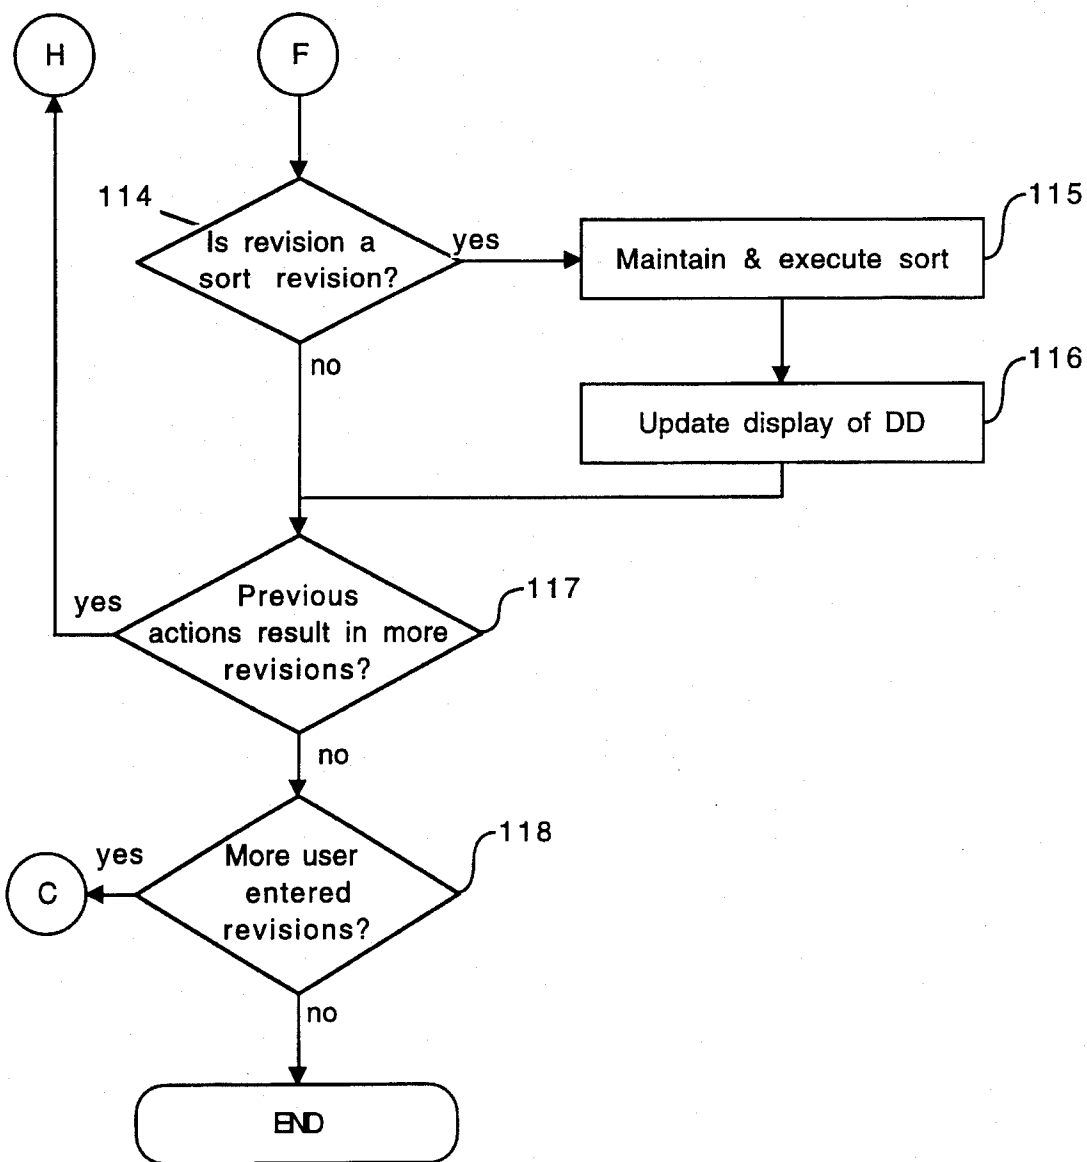 H
F
114
Is revision a
sort revision?
yes
115
Maintain & execute sort
no
116
Update display of DD
117
yes
Previous
actions result in more
revisions?
no
118
yes
More user
entered
revisions?
C
no
END